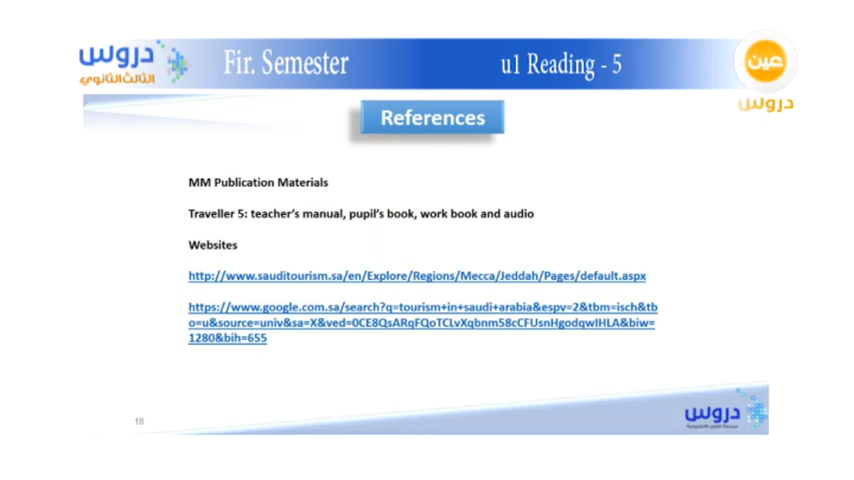 دروس
الثالث الثانوي
Fir. Semester
u1 Reading - 5
عين
دروس
References
MM Publication Materials
Traveller 5: teacher's manual, pupil's book, work book and audio
Websites
http://www.sauditourism.sa/en/Explore/Regions/Mecca/Jeddah/Pages/default.aspx
https://www.google.com.sa/search?q=tourism+in+saudi+arabia&espv=2&tbm=isch&tb
o=u&source=univ&sa=X&ved=0CE8QsARqFQoTCLvXqbnm58cCFUsnHgodqwIHLA&biw=
1280&bih=655
18
دروس